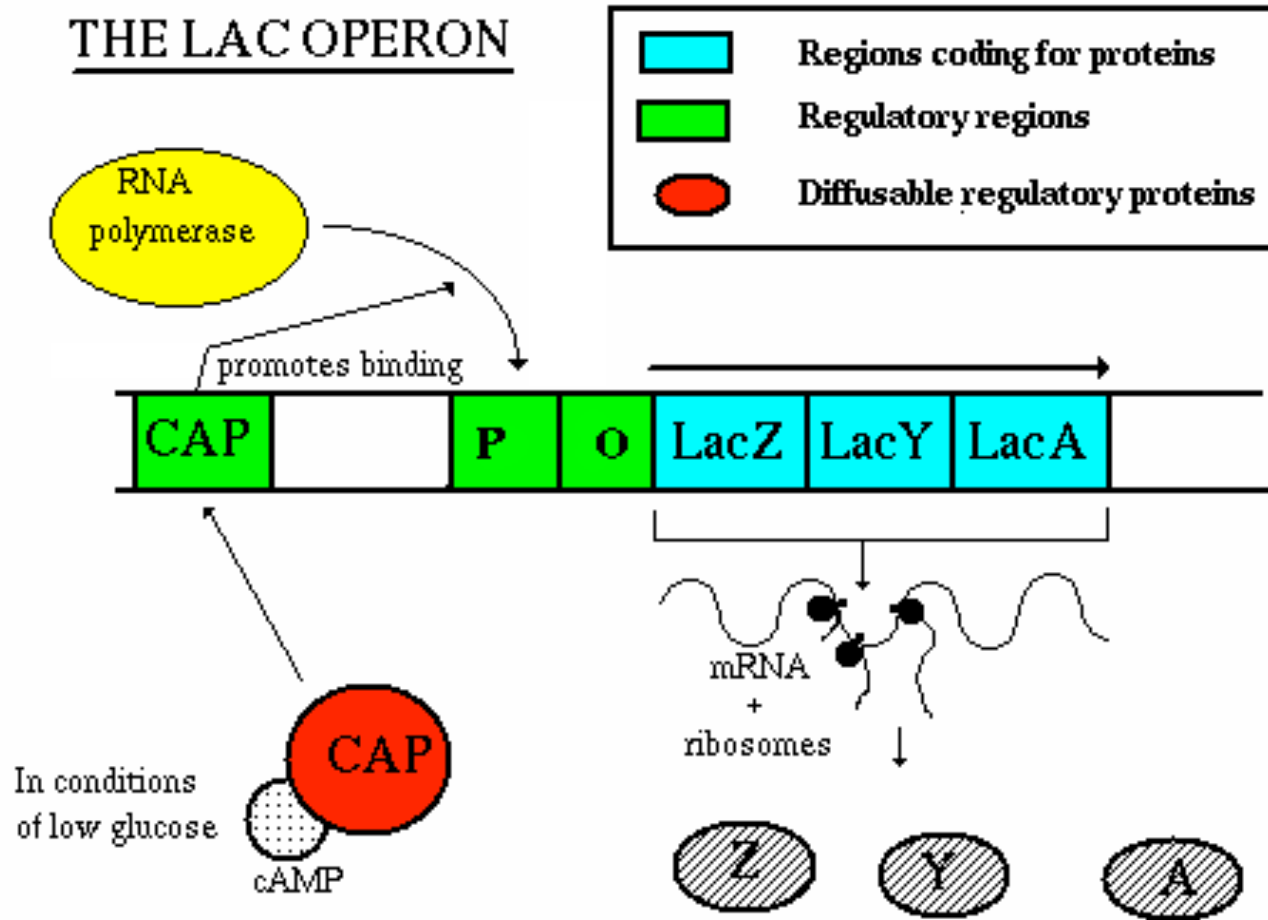 THE LAC OPERON
Regions coding for proteins
Regulatory regions
Diffusable regulatory proteins
RNA
polymerase
promotes binding
CAP
P
O
LacZ
LacY
LacA
mRNA
+
ribosomes
CAP
In conditions
of low glucose
cAMP
Z
Y
A